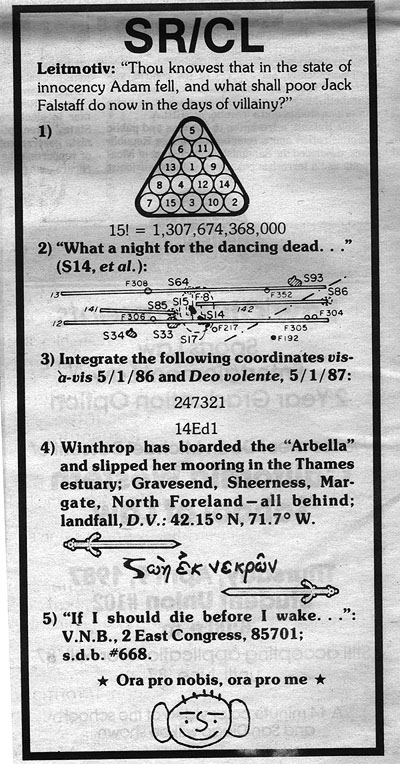 SR/CL
Leitmotiv: “Thou knowest that in the state of
innocency Adam fell, and what shall poor Jack
Falstaff do now in the days of villainy?”
1)
5
6 11
13 1 9
8 4 12 14
7 15 3 10 2
15! = 1,307,674,368,000
2) “What a night for the dancing dead. . .”
(S14, et al.):
F308 S64 S93
13 S15 F·8 F352 S86
141 S85 142
12 F306 S14 F304
S34 S33 F217 F305
S17 F192
3) Integrate the following coordinates vis-
à-vis 5/1/86 and Deo volente, 5/1/87:
247321
14Ed1
4) Winthrop has boarded the “Arbella”
and slipped her mooring in the Thames
estuary; Gravesend, Sheerness, Mar-
gate, North Foreland—all behind;
landfall, D.V.: 42.15° N, 71.7° W.
ζωὴ ἐκ νεκρῶν
5) “If I should die before I wake. . .”:
V.N.B., 2 East Congress, 85701;
s.d.b. #668.
★ Ora pro nobis, ora pro me ★